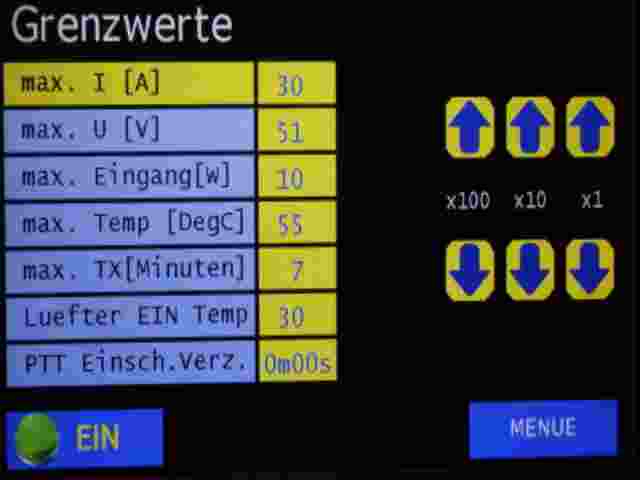 Grenzwerte
max. I [A] 30
max. U [V] 51
max. Eingang[W] 10
max. Temp [DegC] 55
max. TX[Minuten] 7
Luefter EIN Temp 30
PTT Einsch.Verz. 0m00s
x100 x10 x1
EIN
MENUE